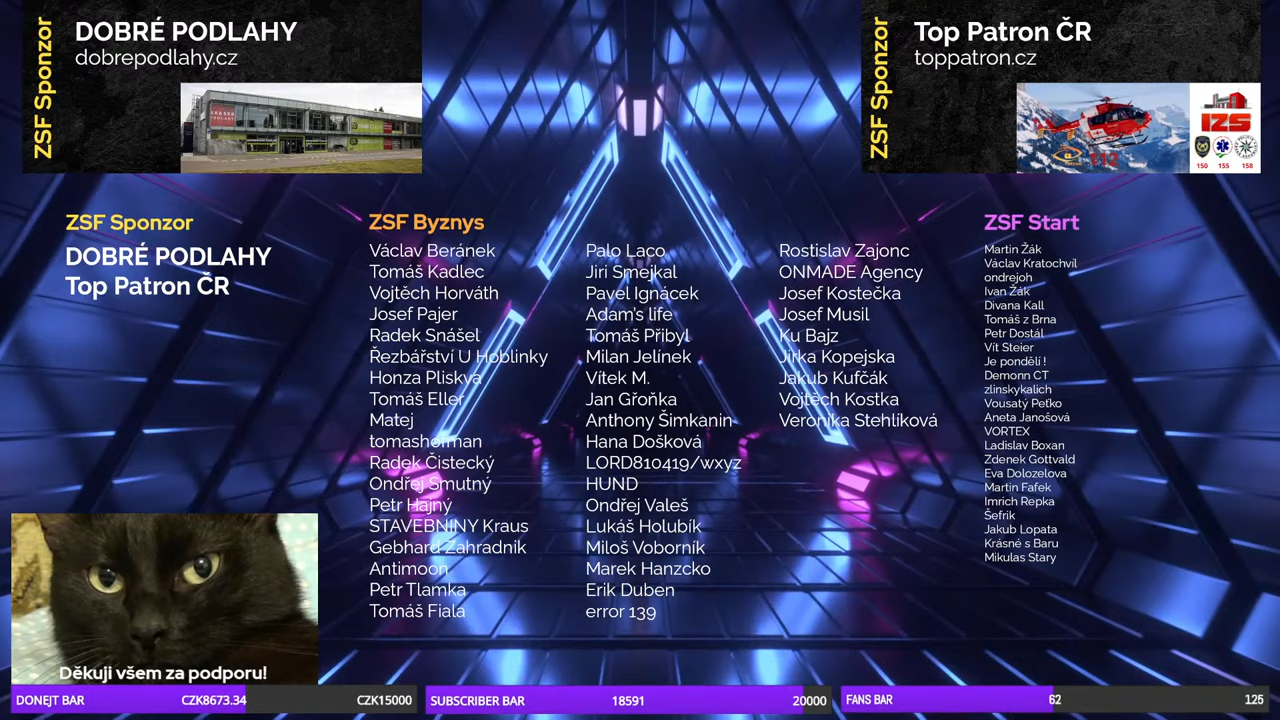 ZSF Sponzor
DOBRÉ PODLAHY
dobrepodlahy.cz
ZSF Sponzor
Top Patron ČR
toppatron.cz
112
IZS
150 155 158
ZSF Sponzor
DOBRÉ PODLAHY
Top Patron ČR
ZSF Byznys
Václav Beránek
Tomáš Kadlec
Vojtěch Horváth
Josef Pajer
Radek Snášel
Řezbářství U Hoblinky
Honza Pliskva
Tomáš Eller
Matej
tomashofman
Radek Čistecký
Ondřej Smutný
Petr Hajný
STAVEBNINY Kraus
Gebhard Zahradnik
Antimoon
Petr Tlamka
Tomáš Fiala
Palo Laco
Jiri Smejkal
Pavel Ignácek
Adam's life
Tomáš Přibyl
Milan Jelínek
Vítek M.
Jan Gřoňka
Anthony Šimkanin
Hana Došková
LORD810419/wxyz
HUND
Ondřej Valeš
Lukáš Holubík
Miloš Voborník
Marek Hanzcko
Erik Duben
error 139
Rostislav Zajonc
ONMADE Agency
Josef Kostečka
Josef Musil
Ku Bajz
Jirka Kopejska
Jakub Kufčák
Vojtěch Kostka
Veronika Stehlíková
ZSF Start
Martin Žák
Václav Kratochvíl
ondrejoh
Ivan Žák
Divana Kall
Tomáš z Brna
Petr Dostál
Vít Steier
Je pondělí !
Demonn CT
zlinskykalich
Vousatý Peťko
Aneta Janošová
VORTEX
Ladislav Boxan
Zdenek Gottvald
Eva Dolozelova
Martin Fafek
Imrich Repka
Šefrik
Jakub Lopata
Krásné s Baru
Mikulas Stary
Děkuji všem za podporu!
DONEJT BAR CZK8673.34 CZK15000
SUBSCRIBER BAR 18591 20000
FANS BAR 62 125